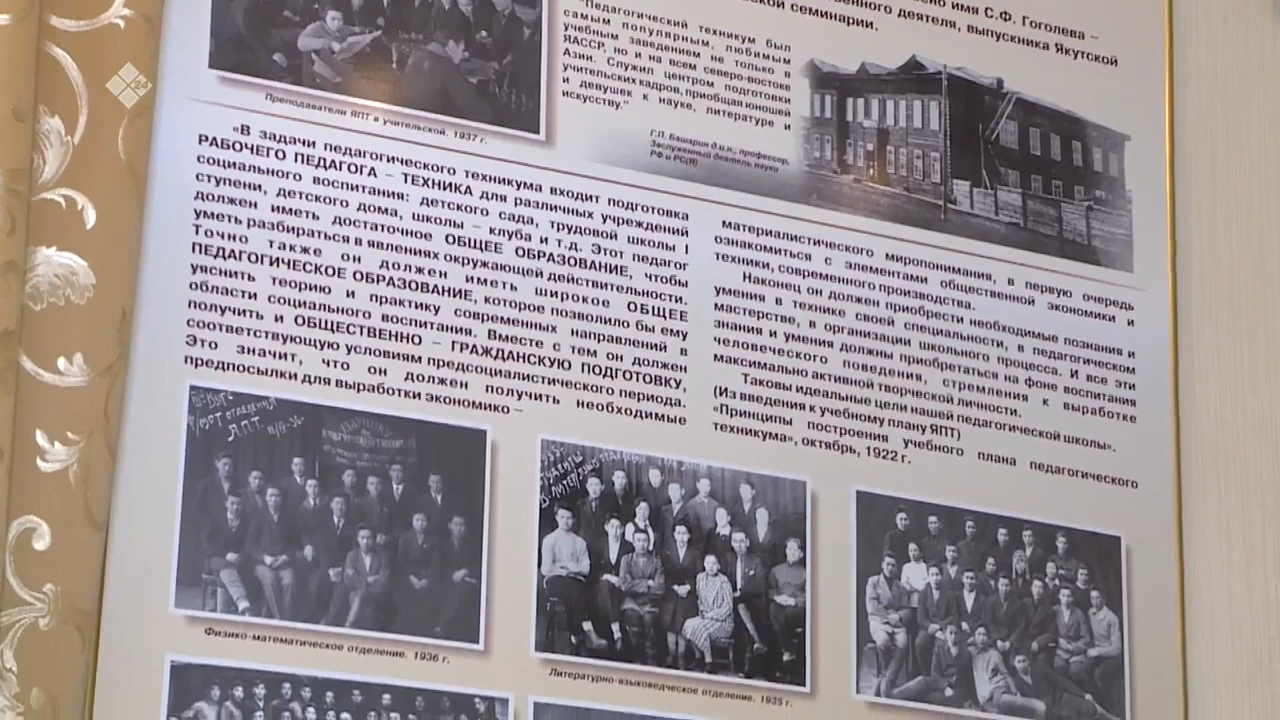 ено имя С.Ф. Гоголева –
венного деятеля, выпускника Якутской
ской семинарии.
"Педагогический техникум был
самым популярным, любимым
учебным заведением не только в
ЯАССР, но и на всем северо-востоке
Азии. Служил центром подготовки
учительских кадров, приобщая юношей
и девушек к науке, литературе и
искусству."
Г.П. Башарин д.и.н., профессор,
Заслуженный деятель науки
РФ и РС(Я)
24
Преподаватели ЯПТ в учительской. 1937 г.
«В задачи педагогического техникума входит подготовка
РАБОЧЕГО ПЕДАГОГА – ТЕХНИКА для различных учреждений
социального воспитания: детского сада, трудовой школы I
ступени, детского дома, школы – клуба и т.д. Этот педагог
должен иметь достаточное ОБЩЕЕ ОБРАЗОВАНИЕ, чтобы
уметь разбираться в явлениях окружающей действительности.
Точно также он должен иметь широкое ОБЩЕЕ
ПЕДАГОГИЧЕСКОЕ ОБРАЗОВАНИЕ, которое позволило бы ему
уяснить теорию и практику современных направлений в
области социального воспитания. Вместе с тем он должен
получить и ОБЩЕСТВЕННО – ГРАЖДАНСКУЮ ПОДГОТОВКУ,
соответствующую условиям предсоциалистического периода.
Это значит, что он должен получить необходимые
предпосылки для выработки экономико –
материалистического миропонимания, в первую очередь
ознакомиться с элементами общественной экономики и
техники, современного производства.
Наконец он должен приобрести необходимые познания и
умения в технике своей специальности, в педагогическом
мастерстве, в организации школьного процесса. И все эти
знания и умения должны приобретаться на фоне воспитания
человеческого поведения, стремления к выработке
максимально активной творческой личности.
Таковы идеальные цели нашей педагогической школы».
(Из введения к учебному плану ЯПТ)
«Принципы построения учебного плана педагогического
техникума», октябрь, 1922 г.
III-курс
отделения
Я.П.Т.
Физико-математическое отделение. 1936 г.
Литературно-языковедческое отделение. 1935 г.